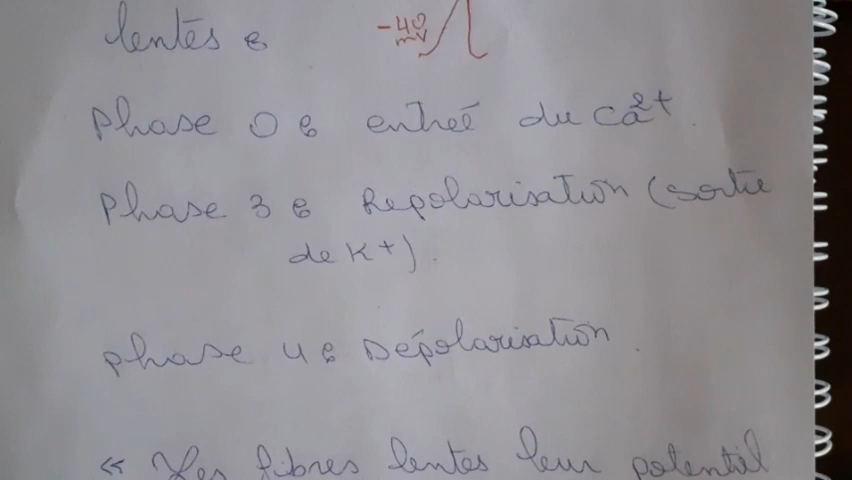 lentes :
-40
mv
Phase 0 : entrée du Ca2+.
Phase 3 : Repolarisation (sortie
de K+).
phase 4 : Dépolarisation.
« Les fibres lentes leur potentiel